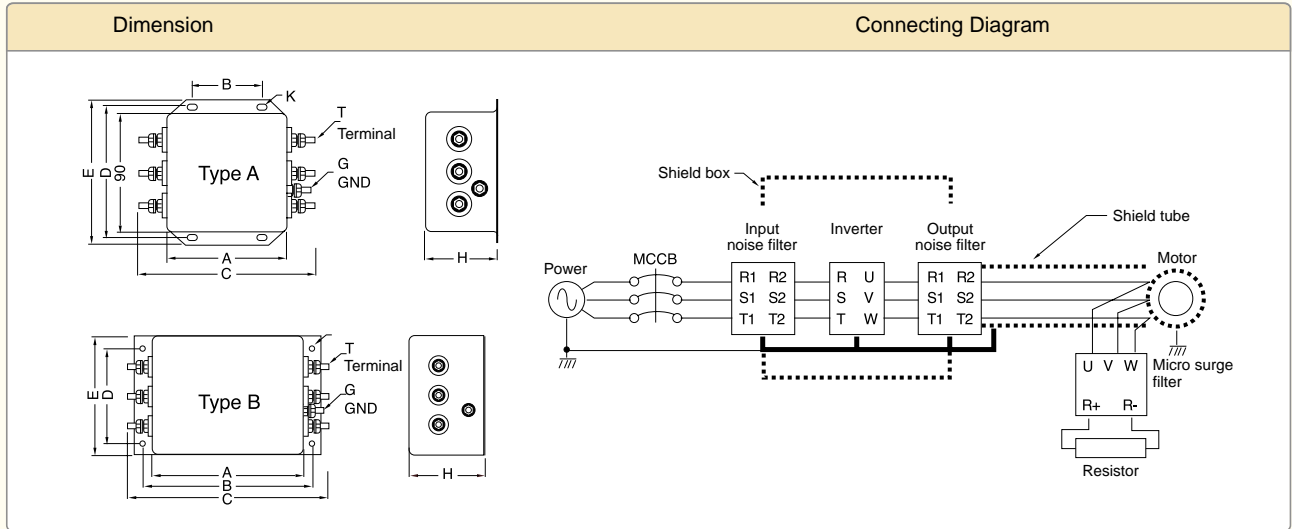 Dimension
Connecting Diagram
B
K
T
Terminal
G
GND
E
D
90
Type A
A
C
H
T
Terminal
G
GND
E
D
Type B
A
B
C
H
Shield box
Shield tube
Input
noise filter
Inverter
Output
noise filter
Motor
Power
MCCB
R1 R2
S1 S2
T1 T2
R U
S V
T W
R1 R2
S1 S2
T1 T2
U V W
R+ R-
Micro surge
filter
Resistor